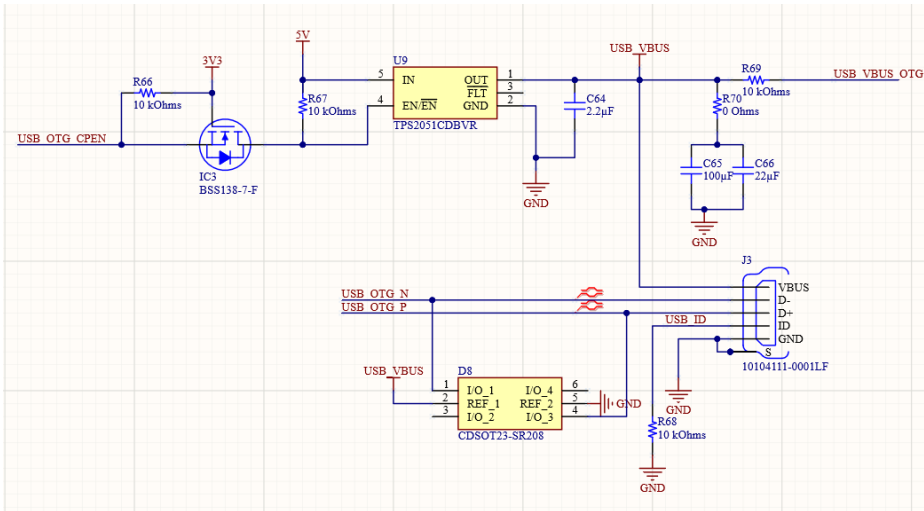 5V
USB_VBUS
3V3
U9
R66
10 kOhms
R67
10 kOhms
5 IN OUT 1
FLT 3
4 EN/EN GND 2
TPS2051CDBVR
C64
2.2µF
R69
10 kOhms
USB_VBUS_OTG
R70
0 Ohms
USB_OTG_CPEN
IC3
BSS138-7-F
GND
C65
100µF
C66
22µF
GND
J3
USB_OTG_N
USB_OTG_P
USB_ID
VBUS
D-
D+
ID
GND
S
10104111-0001LF
USB_VBUS
D8
1 I/O_1 I/O_4 6
2 REF_1 REF_2 5
3 I/O_2 I/O_3 4
CDSOT23-SR208
GND
GND
R68
10 kOhms
GND